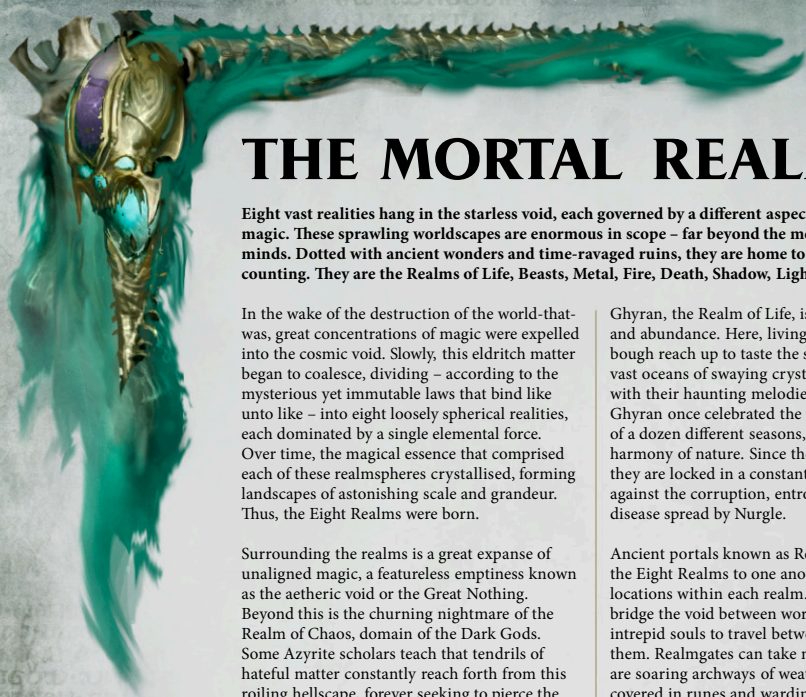 THE MORTAL REAL
Eight vast realities hang in the starless void, each governed by a different
magic. These sprawling worldscapes are enormous in scope – far beyond the
minds. Dotted with ancient wonders and time-ravaged ruins, they are home to
counting. They are the Realms of Life, Beasts, Metal, Fire, Death, Shadow,
In the wake of the destruction of the world-that-
was, great concentrations of magic were expelled
into the cosmic void. Slowly, this eldritch matter
began to coalesce, dividing – according to the
mysterious yet immutable laws that bind like
unto like – into eight loosely spherical realities,
each dominated by a single elemental force.
Over time, the magical essence that comprised
each of these realmspheres crystallised, forming
landscapes of astonishing scale and grandeur.
Thus, the Eight Realms were born.
Surrounding the realms is a great expanse of
unaligned magic, a featureless emptiness known
as the aetheric void or the Great Nothing.
Beyond this is the churning nightmare of the
Realm of Chaos, domain of the Dark Gods.
Some Azyrite scholars teach that tendrils of
hateful matter constantly reach forth from this
roiling hellscape, forever seeking to pierce the
Ghyran, the Realm of Life, is
and abundance. Here, living
bough reach up to taste the
vast oceans of swaying
with their haunting
Ghyran once celebrated the
of a dozen different seasons,
harmony of nature. Since
they are locked in a constant
against the corruption,
disease spread by Nurgle.
Ancient portals known as
the Eight Realms to one
locations within each realm.
bridge the void between
intrepid souls to travel
them. Realmgates can take
are soaring archways of
covered in runes and